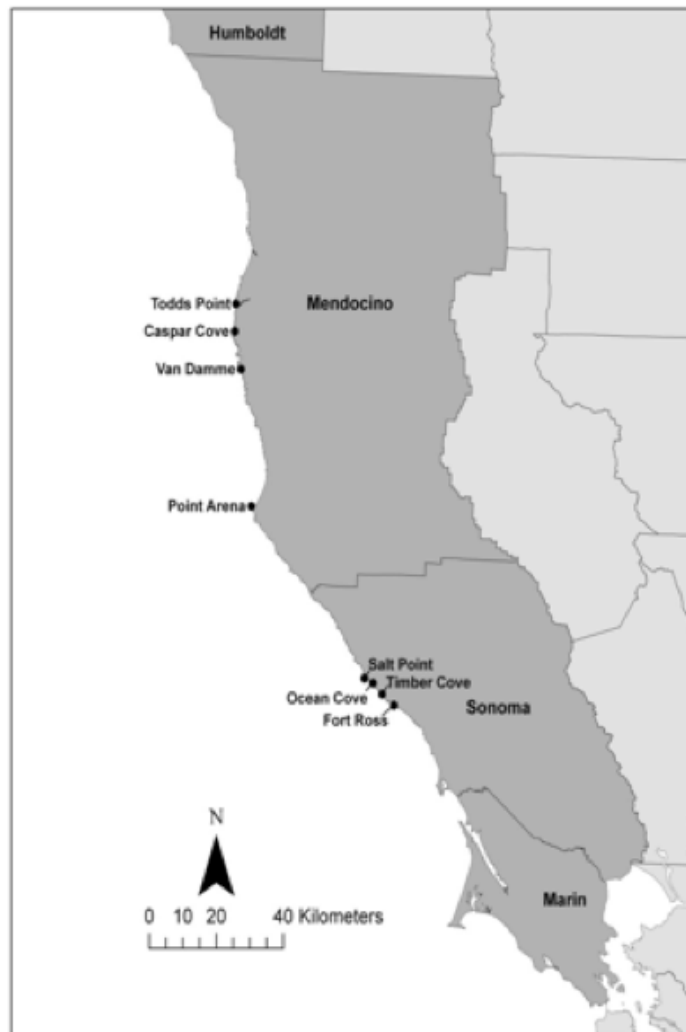 Humboldt
Mendocino
Todds Point
Caspar Cove
Van Damme
Point Arena
Salt Point
Timber Cove
Ocean Cove
Fort Ross
Sonoma
N
0 10 20 40 Kilometers
Marin